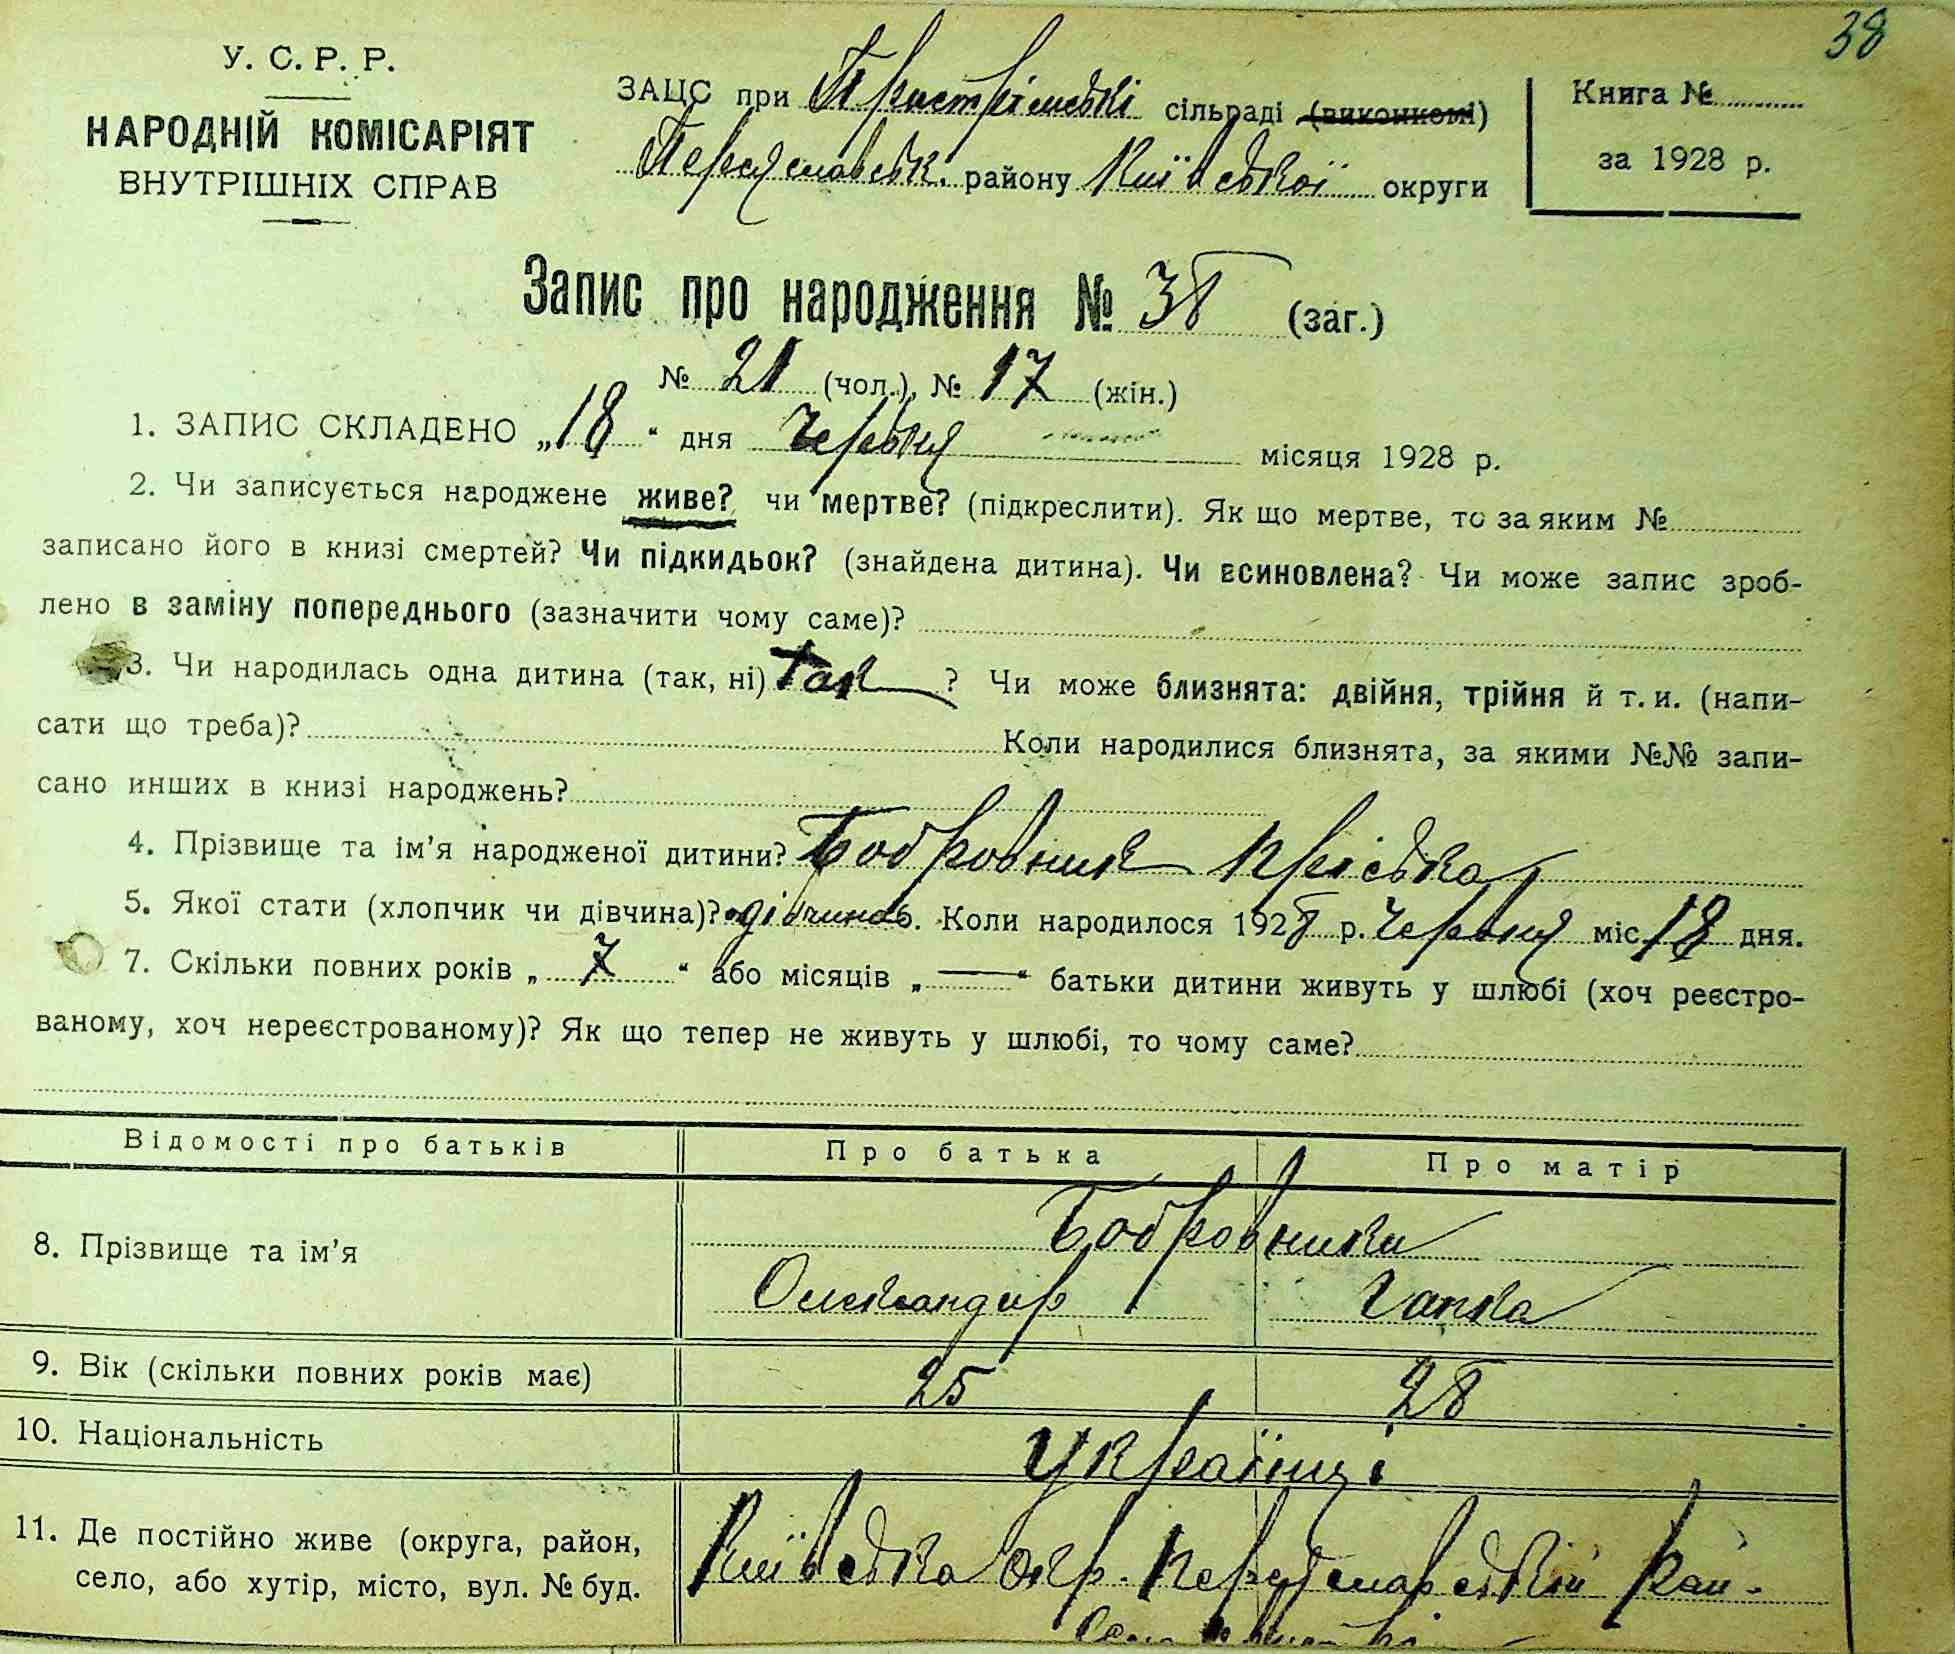 38
У. С. Р. Р.
НАРОДНІЙ КОМІСАРІЯТ
ВНУТРІШНІХ СПРАВ
ЗАЦС при Пристрімські сільраді (виконкомі)
Переяславськ. району Київської округи
Книга №
за 1928 р.
Запис про народження № 38 (заг.)
№ 21 (чол.), № 17 (жін.)
1. ЗАПИС СКЛАДЕНО „18“ дня Червня місяця 1928 р.
2. Чи записується народжене живе? чи мертве? (підкреслити). Як що мертве, то за яким №
записано його в книзі смертей? Чи підкидьок? (знайдена дитина). Чи всиновлена? Чи може запис зроб-
лено в заміну попереднього (зазначити чому саме)?
3. Чи народилась одна дитина (так, ні) Так ? Чи може близнята: двійня, трійня й т. и. (напи-
сати що треба)? Коли народилися близнята, за якими №№ запи-
сано инших в книзі народжень?
4. Прізвище та ім’я народженої дитини? Бобровник Пріська
5. Якої стати (хлопчик чи дівчина)? дівчина 6. Коли народилося 1928 р. Червня міс. 18 дня.
7. Скільки повних років „ 7 “ або місяців „ — “ батьки дитини живуть у шлюбі (хоч реєстро-
ваному, хоч нереєстрованому)? Як що тепер не живуть у шлюбі, то чому саме?
Відомості про батьків Про батька Про матір
8. Прізвище та ім’я Бобровники
Олександир Гапка
9. Вік (скільки повних років має) 25 28
10. Національність Українці
11. Де постійно живе (округа, район,
село, або хутір, місто, вул. № буд.
Київська окр. Переяславській рай-